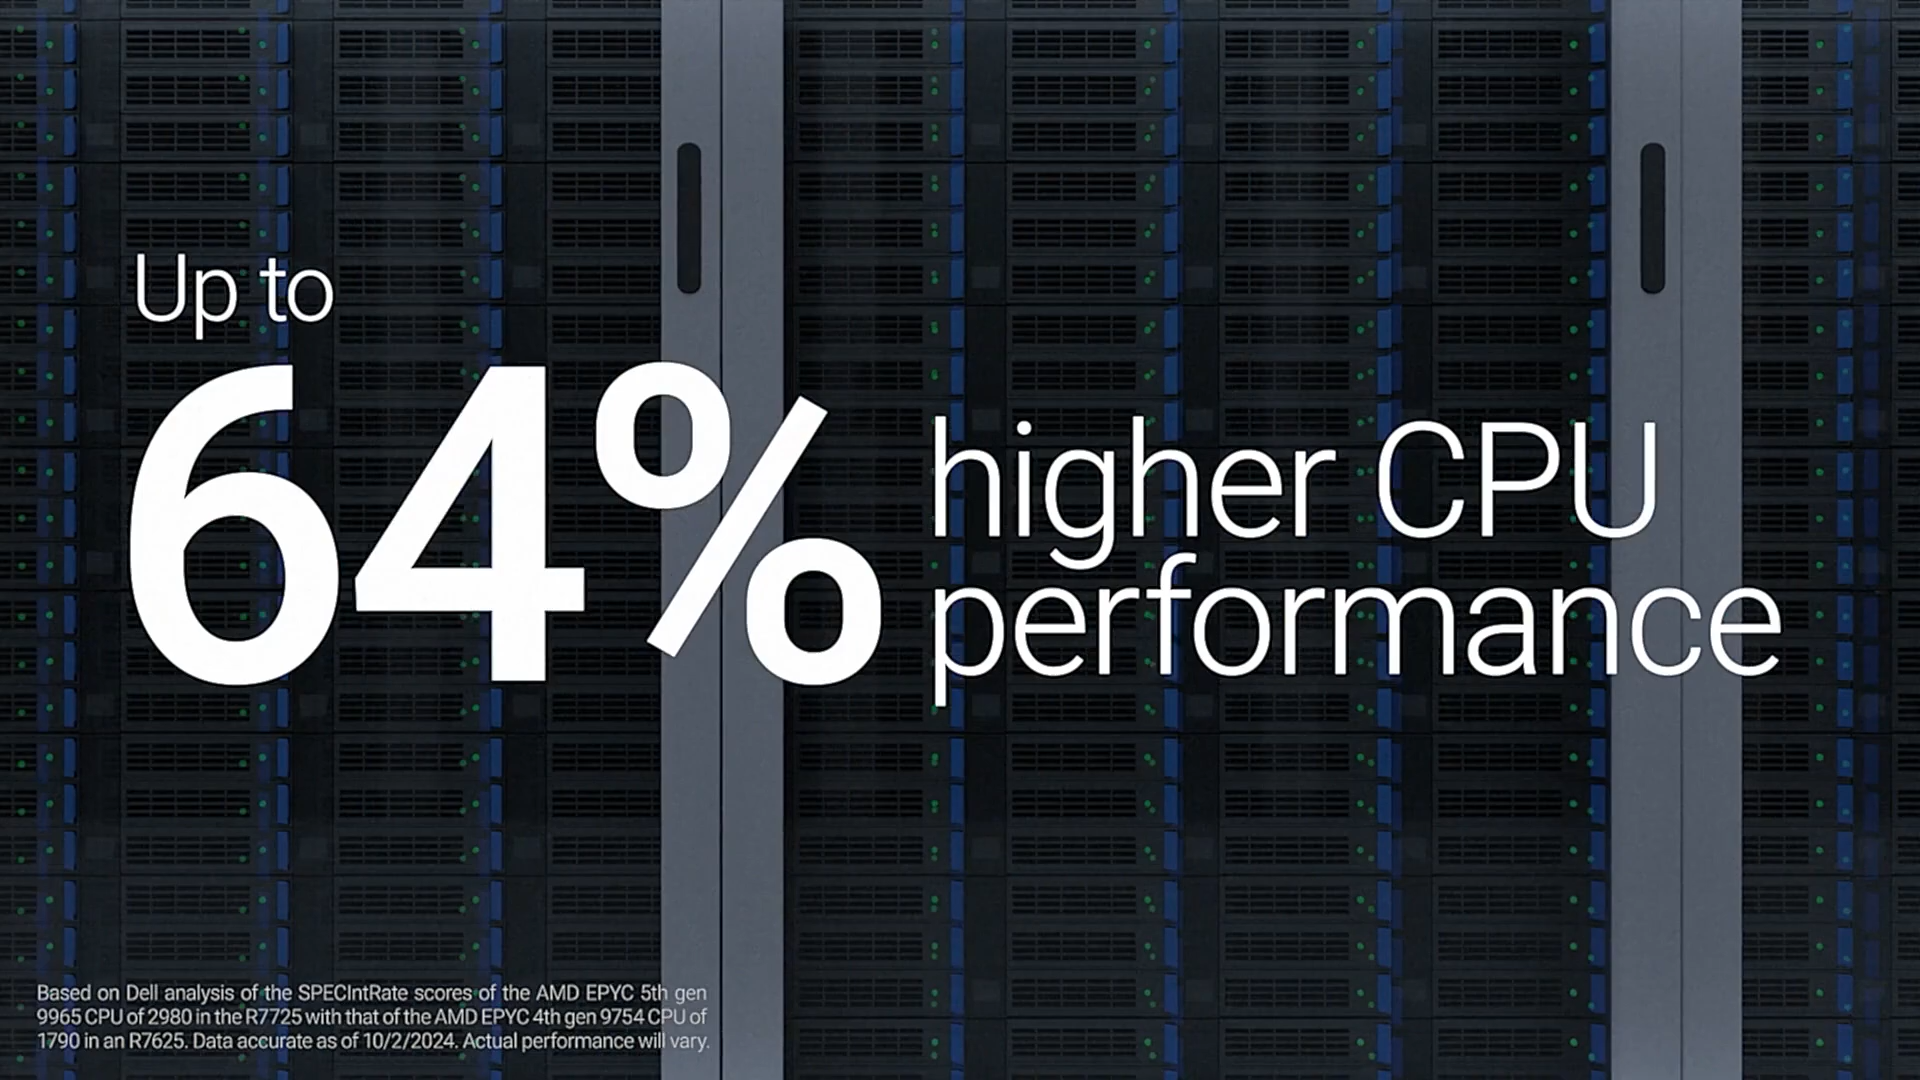 Up to
64%
higher CPU
performance
Based on Dell analysis of the SPECIntRate scores of the AMD EPYC 5th gen
9965 CPU of 2980 in the R7725 with that of the AMD EPYC 4th gen 9754 CPU of
1790 in an R7625. Data accurate as of 10/2/2024. Actual performance will vary.